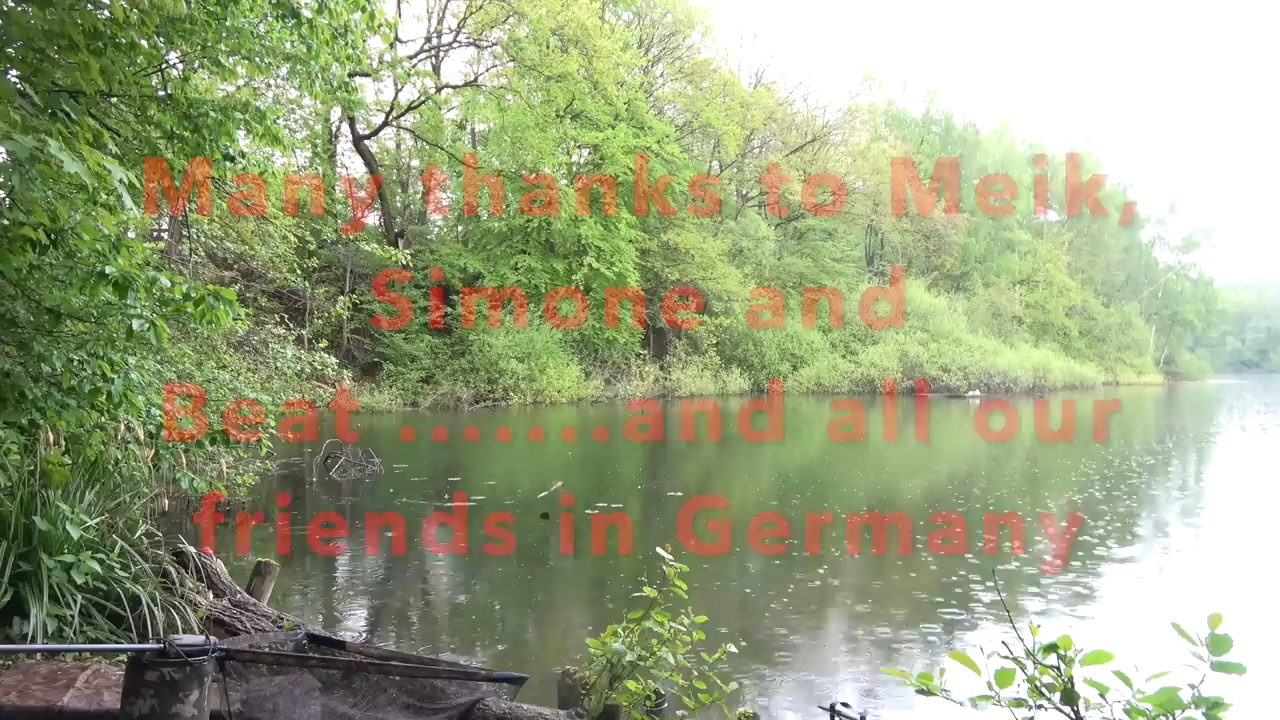 Many thanks to Meik,
Simone and
Beat .......and all our
friends in Germany